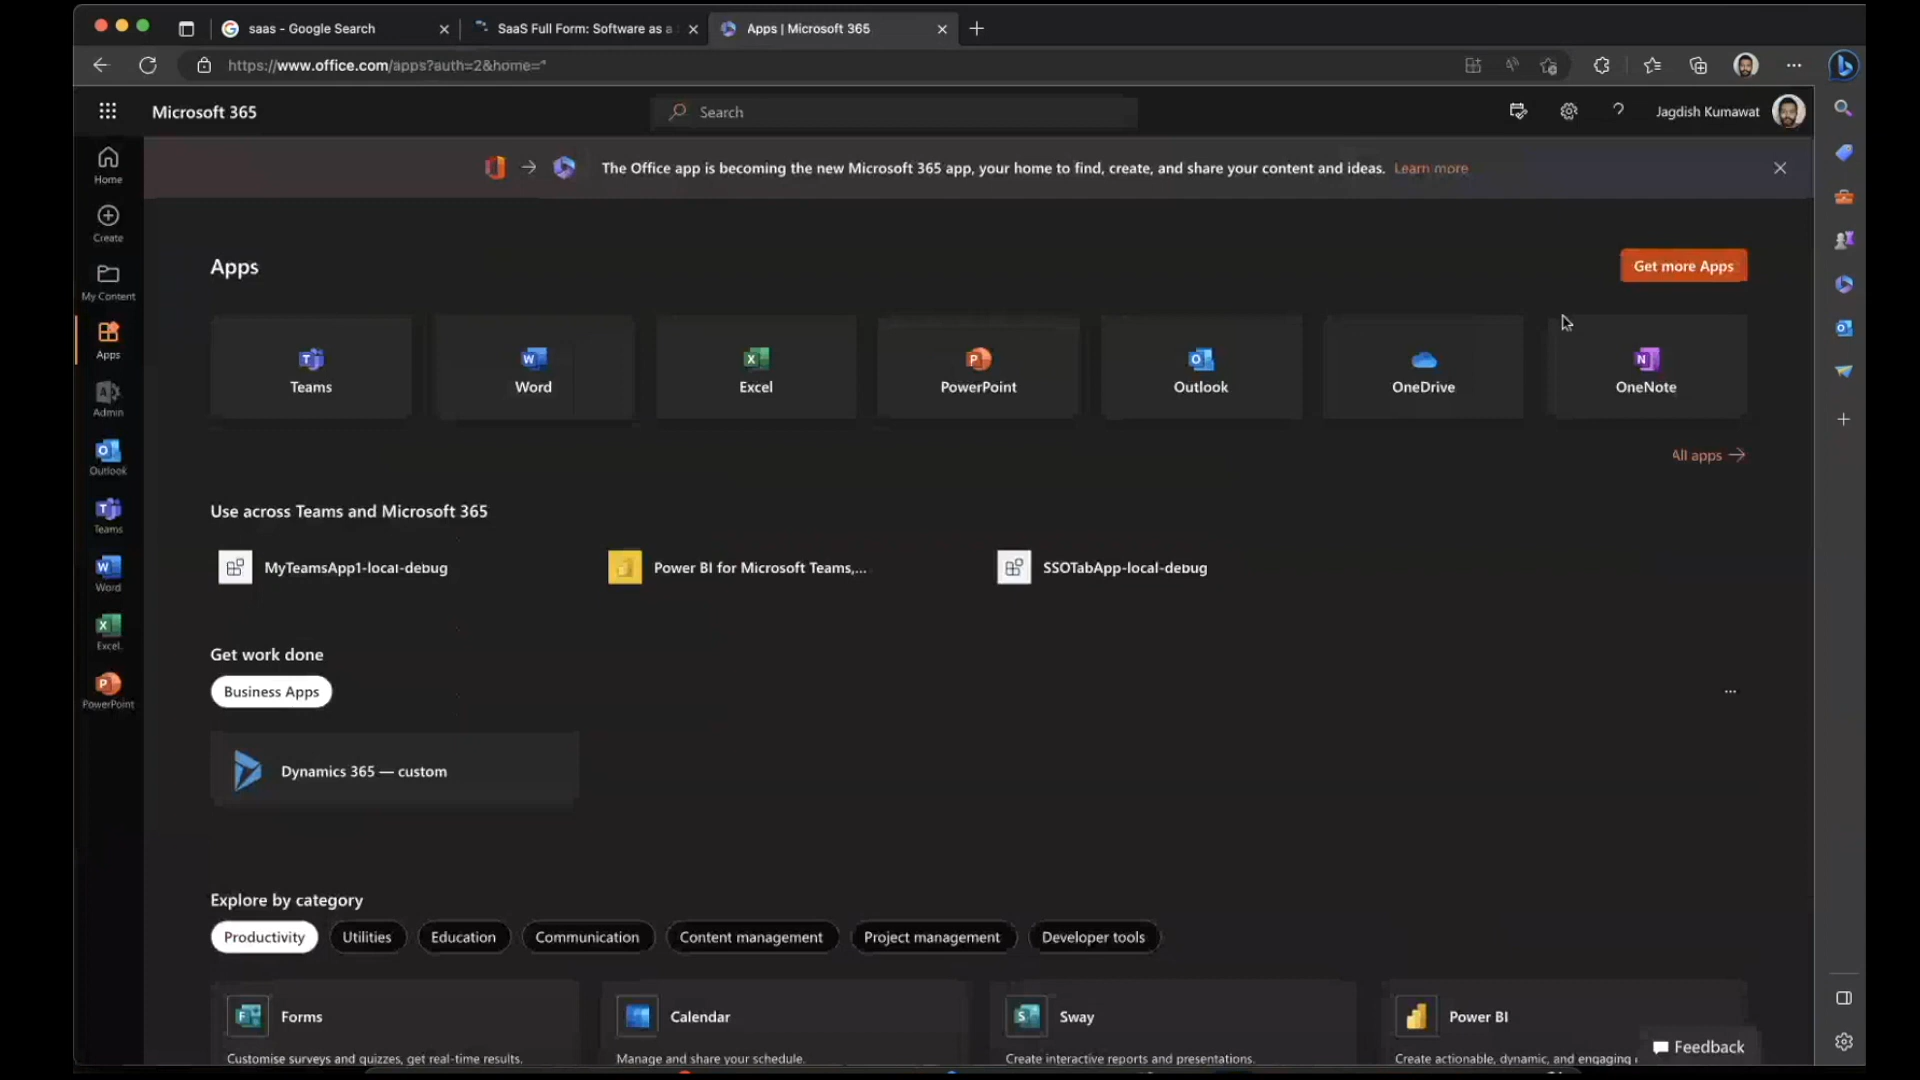 saas - Google Search
SaaS Full Form: Software as a
Apps | Microsoft 365
https://www.office.com/apps?auth=2&home="
Microsoft 365
Search
Jagdish Kumawat
The Office app is becoming the new Microsoft 365 app, your home to find, create, and share your content and ideas. Learn more
Home
Create
My Content
Apps
Admin
Outlook
Teams
Word
Excel
PowerPoint
Apps
Get more Apps
Teams
Word
Excel
PowerPoint
Outlook
OneDrive
OneNote
All apps →
Use across Teams and Microsoft 365
MyTeamsApp1-local-debug
Power BI for Microsoft Teams,...
SSOTabApp-local-debug
Get work done
Business Apps
...
Dynamics 365 — custom
Explore by category
Productivity
Utilities
Education
Communication
Content management
Project management
Developer tools
Forms
Customise surveys and quizzes, get real-time results.
Calendar
Manage and share your schedule.
Sway
Create interactive reports and presentations.
Power BI
Create actionable, dynamic, and engaging
Feedback